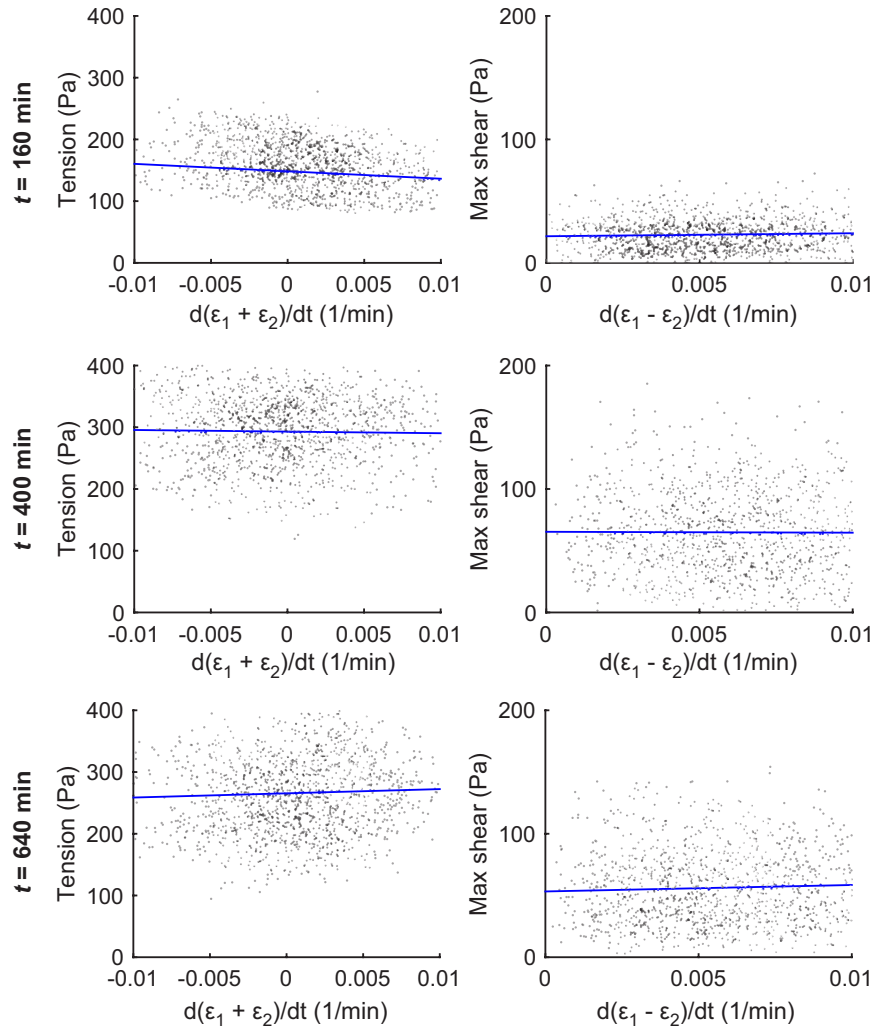 t = 160 min
Tension (Pa)
400
300
200
100
0
-0.01 -0.005 0 0.005 0.01
d(ε1 + ε2)/dt (1/min)
Max shear (Pa)
200
100
0
0 0.005 0.01
d(ε1 - ε2)/dt (1/min)
t = 400 min
Tension (Pa)
400
300
200
100
0
-0.01 -0.005 0 0.005 0.01
d(ε1 + ε2)/dt (1/min)
Max shear (Pa)
200
100
0
0 0.005 0.01
d(ε1 - ε2)/dt (1/min)
t = 640 min
Tension (Pa)
400
300
200
100
0
-0.01 -0.005 0 0.005 0.01
d(ε1 + ε2)/dt (1/min)
Max shear (Pa)
200
100
0
0 0.005 0.01
d(ε1 - ε2)/dt (1/min)